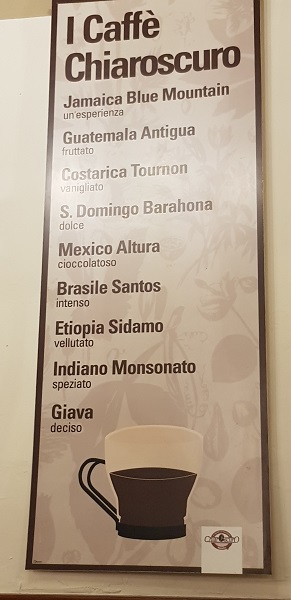 I Caffè
Chiaroscuro
Jamaica Blue Mountain
un'esperienza
Guatemala Antigua
fruttato
Costarica Tournon
vanigliato
S. Domingo Barahona
dolce
Mexico Altura
cioccolatoso
Brasile Santos
intenso
Etiopia Sidamo
vellutato
Indiano Monsonato
speziato
Giava
deciso